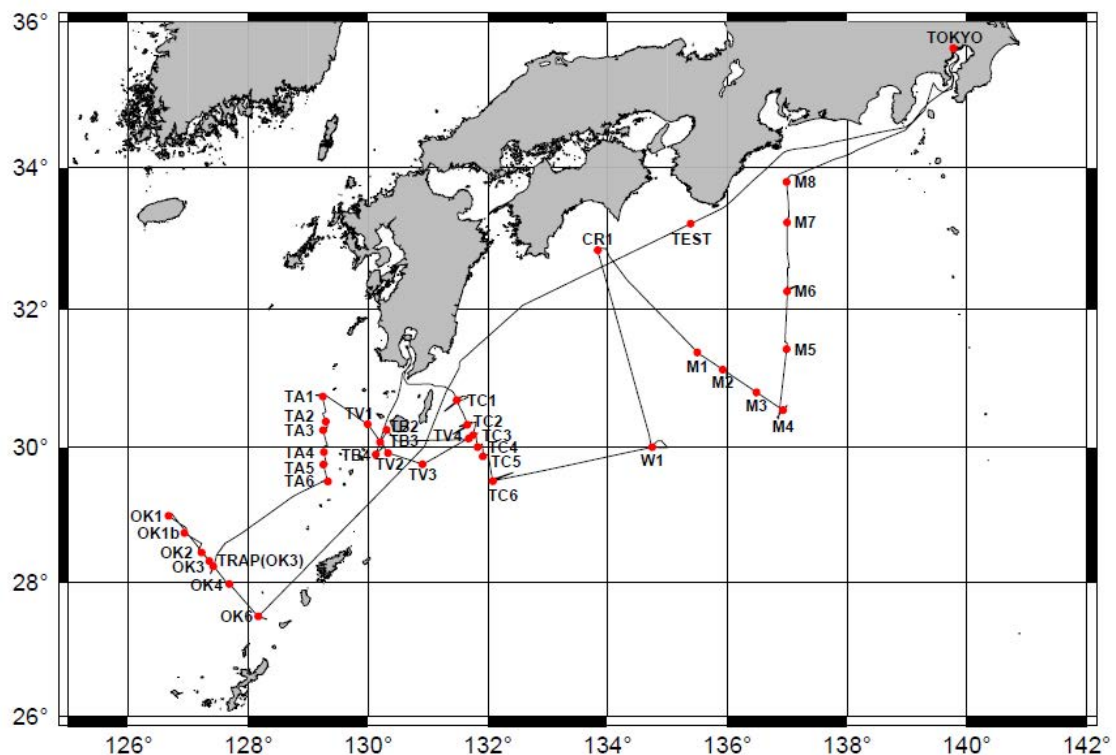 36°
TOKYO
34°
M8
M7
CR1
TEST
32°
M6
M1
M5
M2
M3
M4
TA1
TC1
TA2
TV1
TB2
TC2
TA3
TB3
TV4
TC3
30°
TA4
TB4
TC4
W1
TA5
TV2
TV3
TC5
TA6
TC6
OK1
OK1b
OK2
OK3
TRAP(OK3)
28°
OK4
OK6
26°
126° 128° 130° 132° 134° 136° 138° 140° 142°